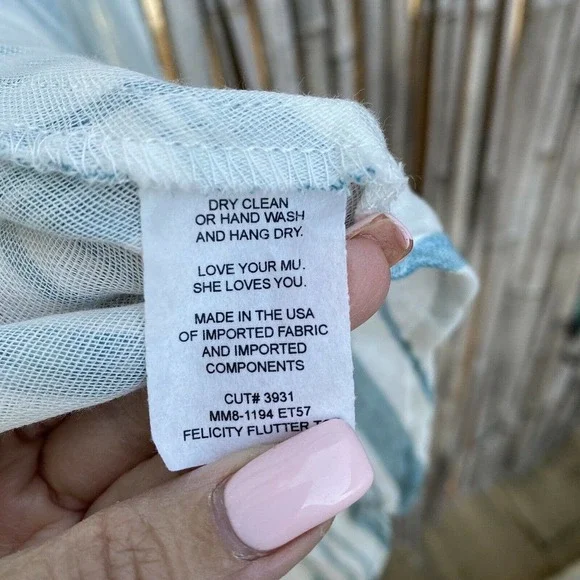 DRY CLEAN
OR HAND WASH
AND HANG DRY.
LOVE YOUR MU.
SHE LOVES YOU.
MADE IN THE USA
OF IMPORTED FABRIC
AND IMPORTED
COMPONENTS
CUT# 3931
MM8-1194 ET57
FELICITY FLUTTER